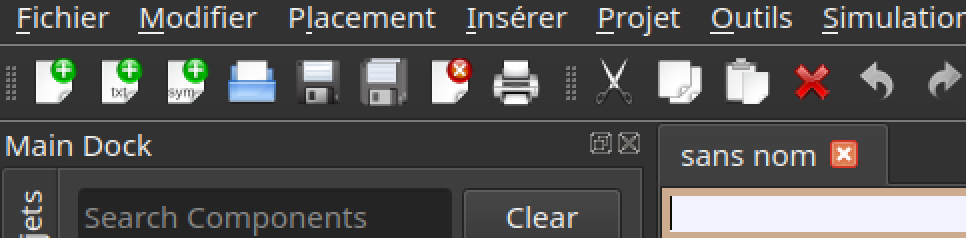 Fichier Modifier Placement Insérer Projet Outils Simulation
txt sym
Main Dock
sans nom
Search Components Clear